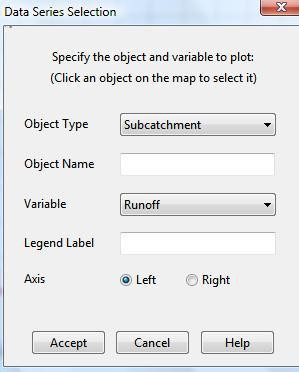 Data Series Selection
Specify the object and variable to plot:
(Click an object on the map to select it)
Object Type Subcatchment
Object Name
Variable Runoff
Legend Label
Axis Left Right
Accept Cancel Help